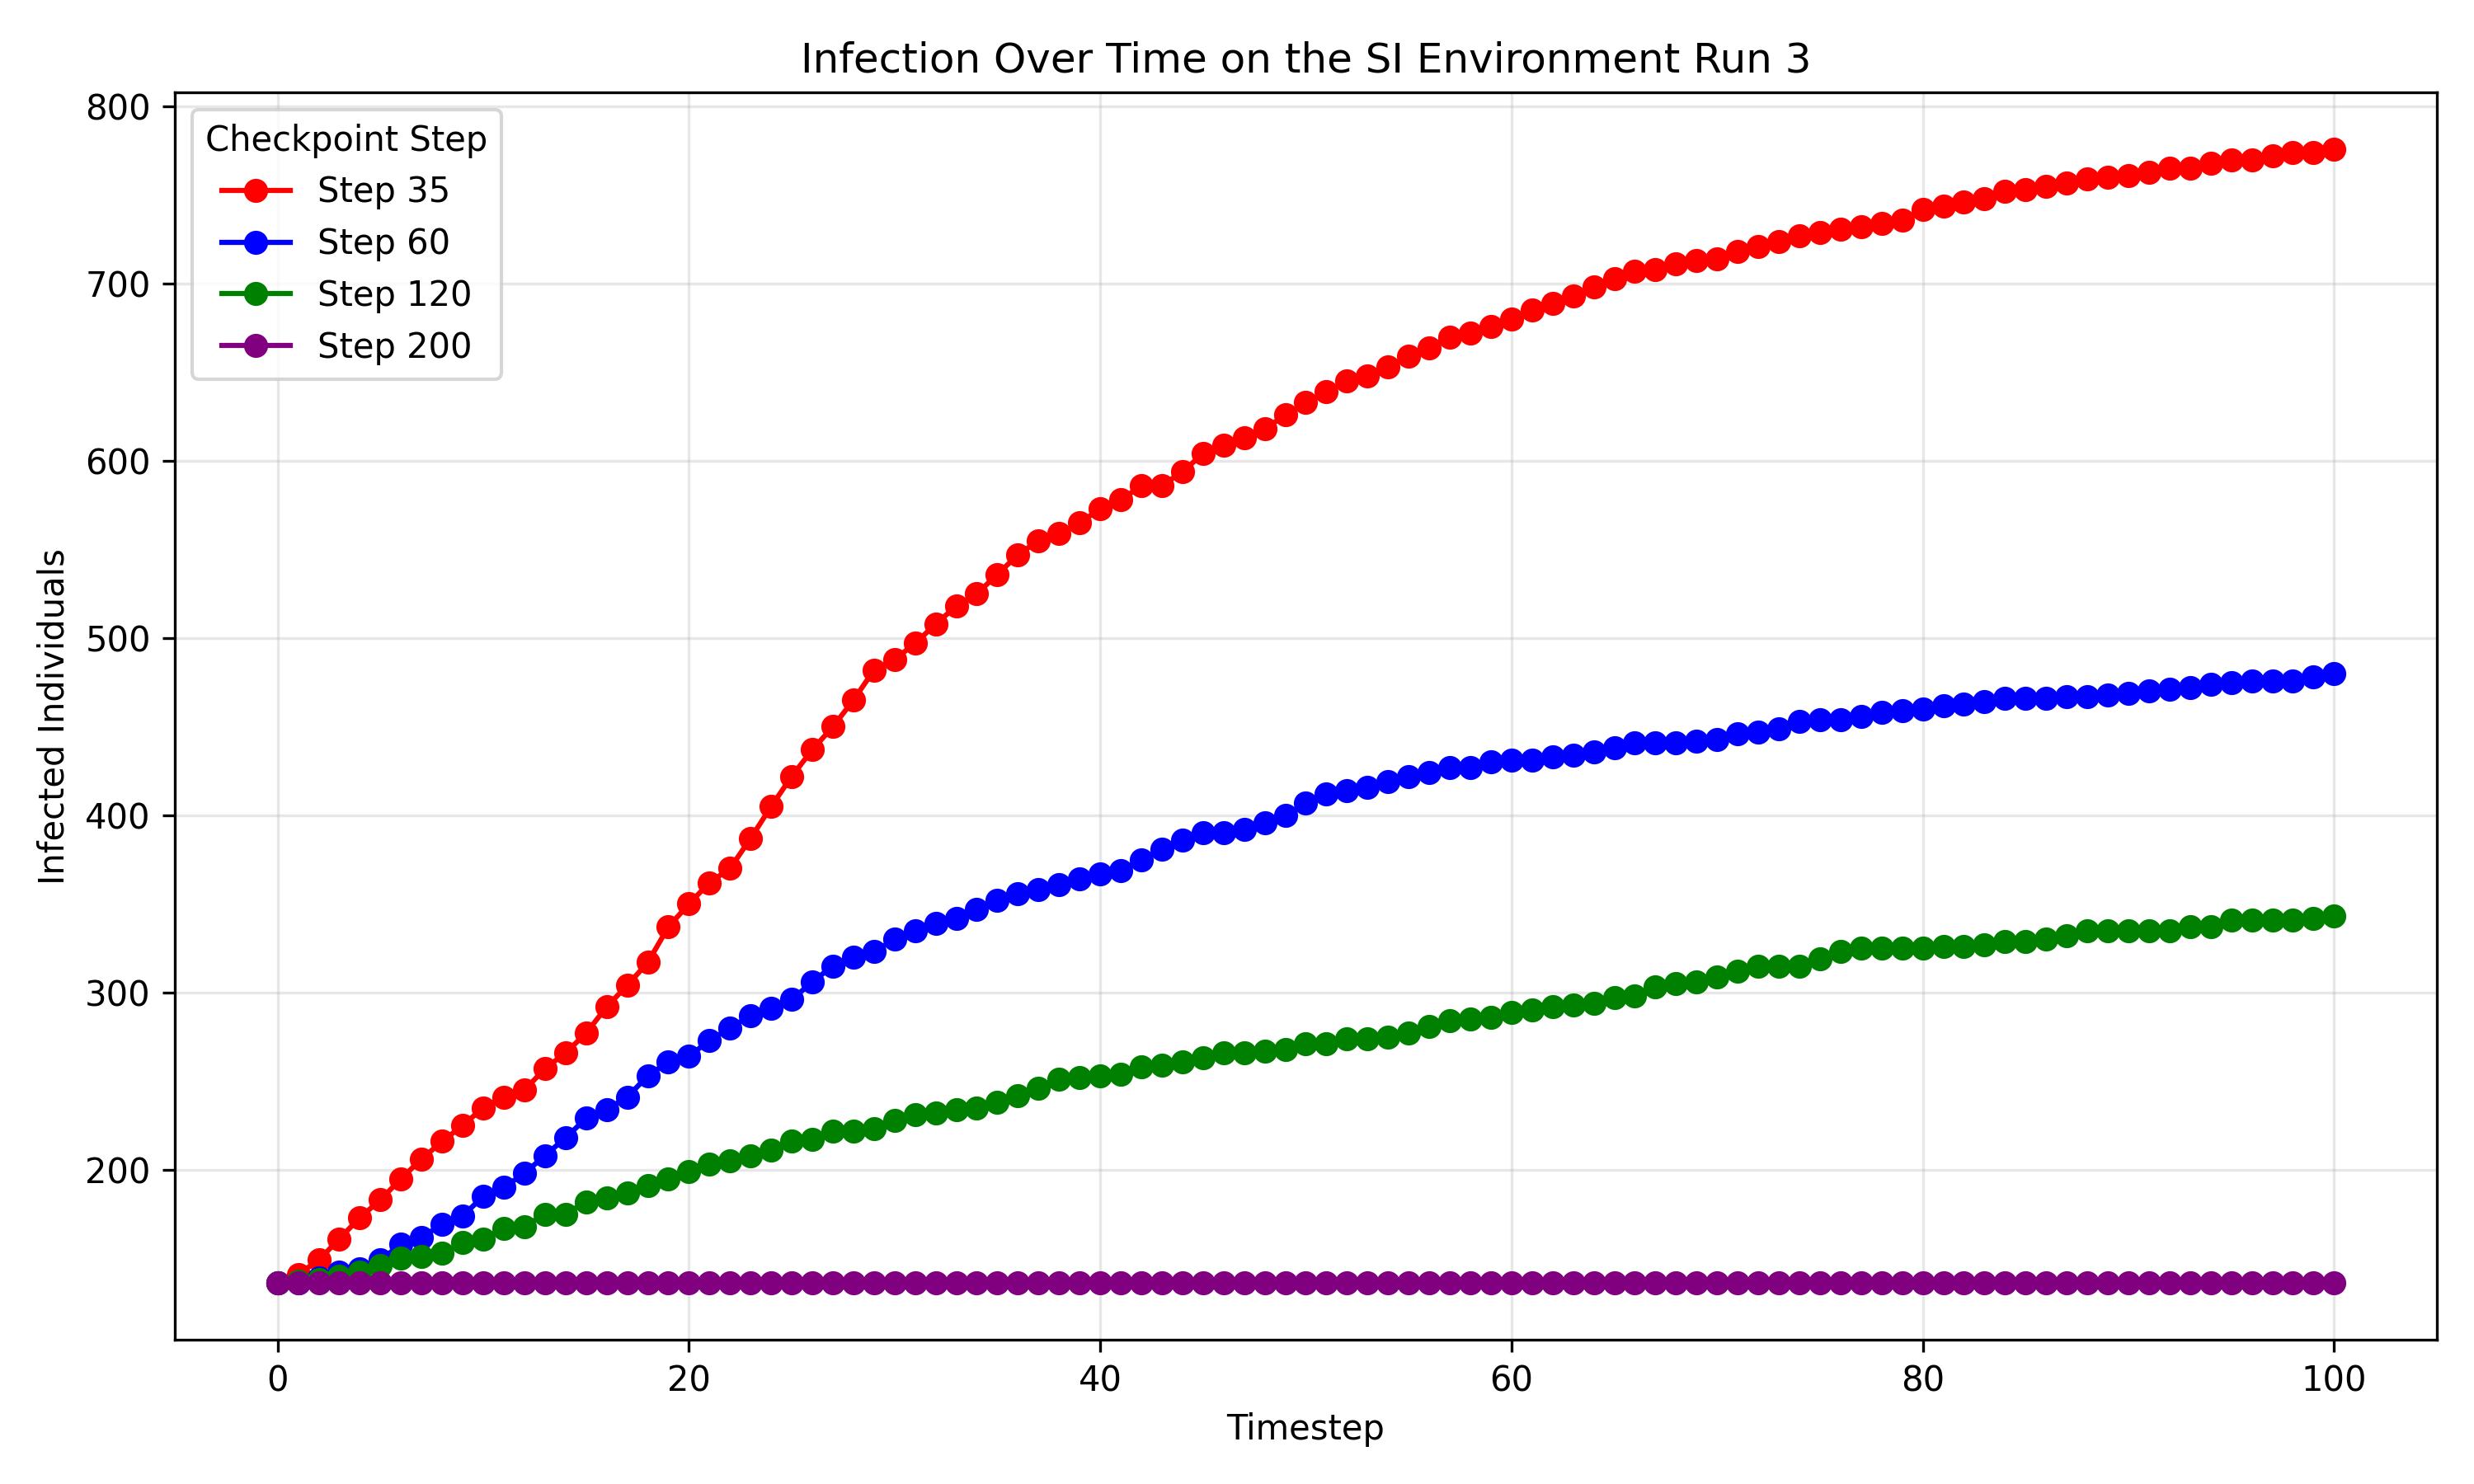 Infection Over Time on the SI Environment Run 3
Checkpoint Step
Step 35
Step 60
Step 120
Step 200
800
700
600
500
400
300
200
Infected Individuals
0 20 40 60 80 100
Timestep